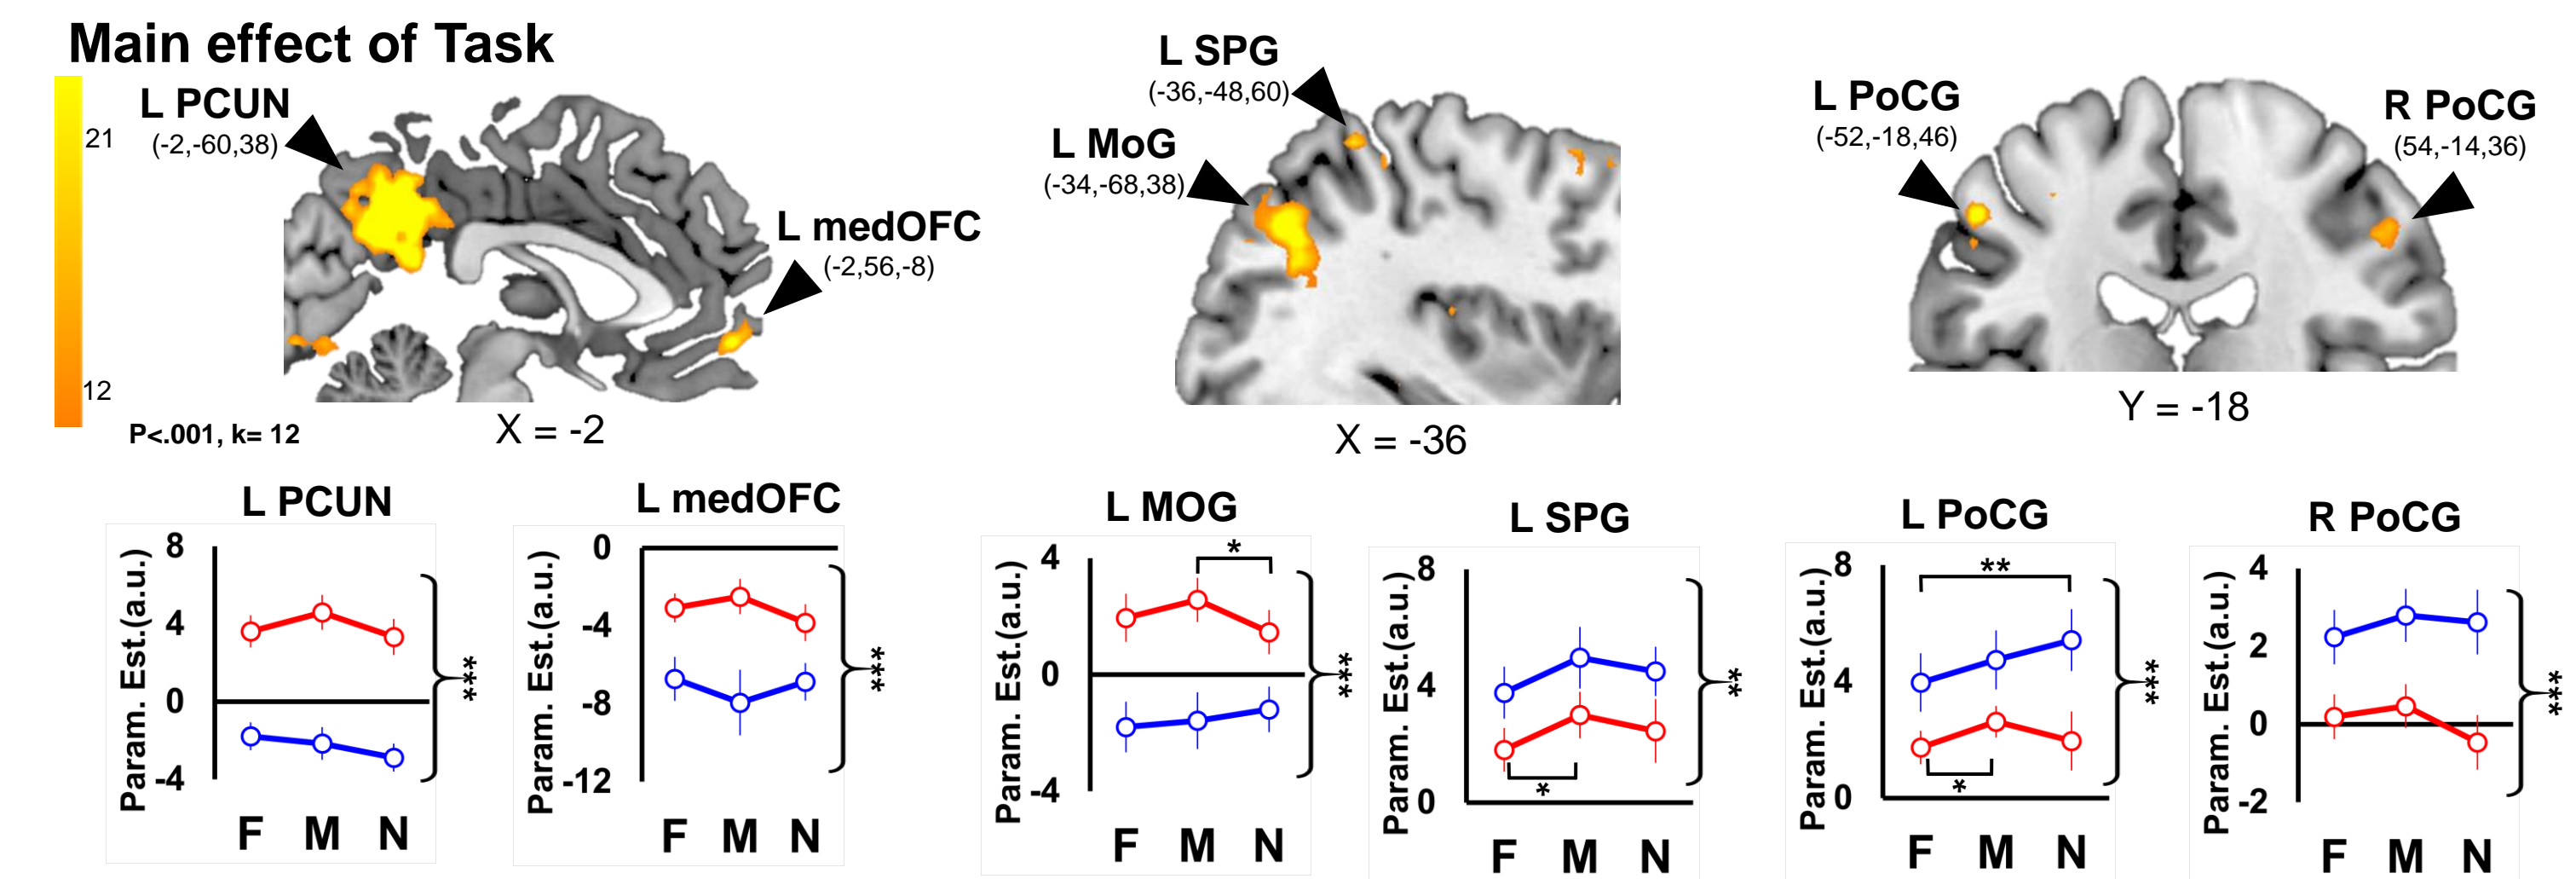 Main effect of Task
21
12
P<.001, k= 12
L PCUN
(-2,-60,38)
L medOFC
(-2,56,-8)
X = -2
L SPG
(-36,-48,60)
L MoG
(-34,-68,38)
X = -36
L PoCG
(-52,-18,46)
R PoCG
(54,-14,36)
Y = -18
L PCUN
Param. Est.(a.u.)
8
4
0
-4
***
F M N
L medOFC
Param. Est.(a.u.)
0
-4
-8
-12
***
F M N
L MOG
Param. Est.(a.u.)
4
0
-4
*
***
F M N
L SPG
Param. Est.(a.u.)
8
4
0
*
**
F M N
L PoCG
Param. Est.(a.u.)
8
4
0
**
*
***
F M N
R PoCG
Param. Est.(a.u.)
4
2
0
-2
***
F M N